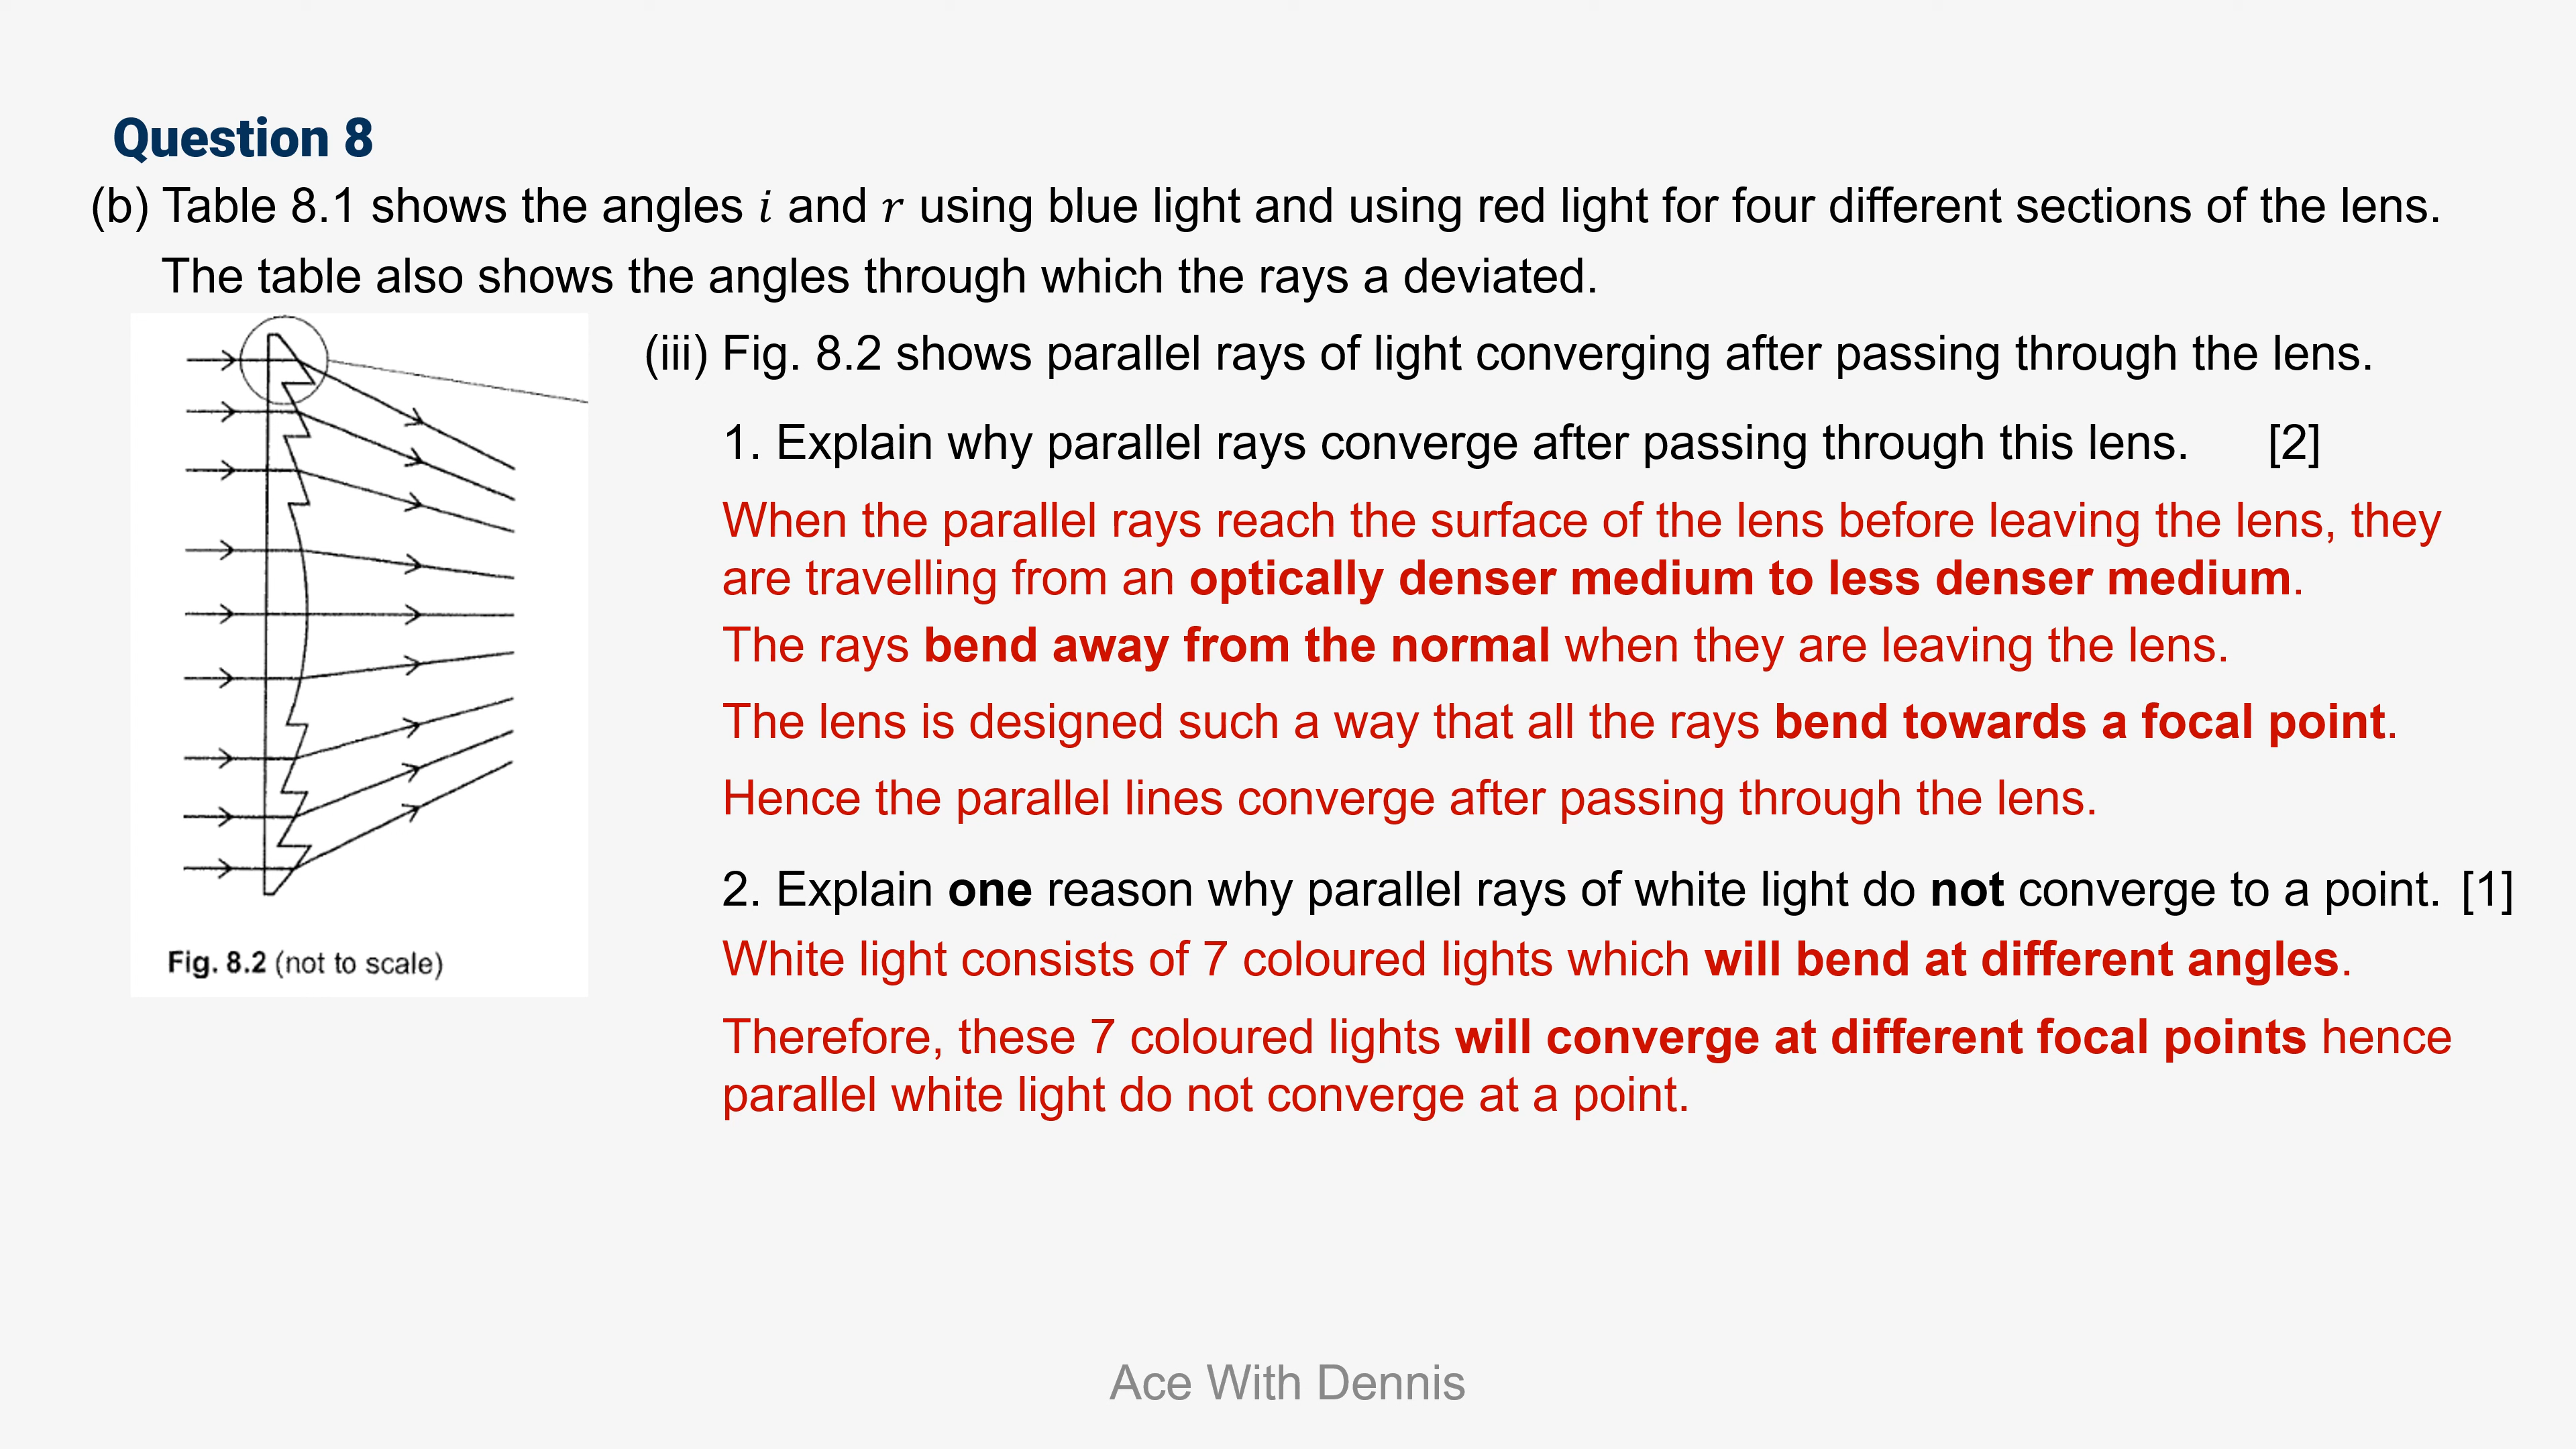 Question 8
(b) Table 8.1 shows the angles i and r using blue light and using red light for four different sections of the lens.
The table also shows the angles through which the rays a deviated.
(iii) Fig. 8.2 shows parallel rays of light converging after passing through the lens.
1. Explain why parallel rays converge after passing through this lens. [2]
When the parallel rays reach the surface of the lens before leaving the lens, they
are travelling from an optically denser medium to less denser medium.
The rays bend away from the normal when they are leaving the lens.
The lens is designed such a way that all the rays bend towards a focal point.
Hence the parallel lines converge after passing through the lens.
2. Explain one reason why parallel rays of white light do not converge to a point. [1]
White light consists of 7 coloured lights which will bend at different angles.
Therefore, these 7 coloured lights will converge at different focal points hence
parallel white light do not converge at a point.
Fig. 8.2 (not to scale)
Ace With Dennis